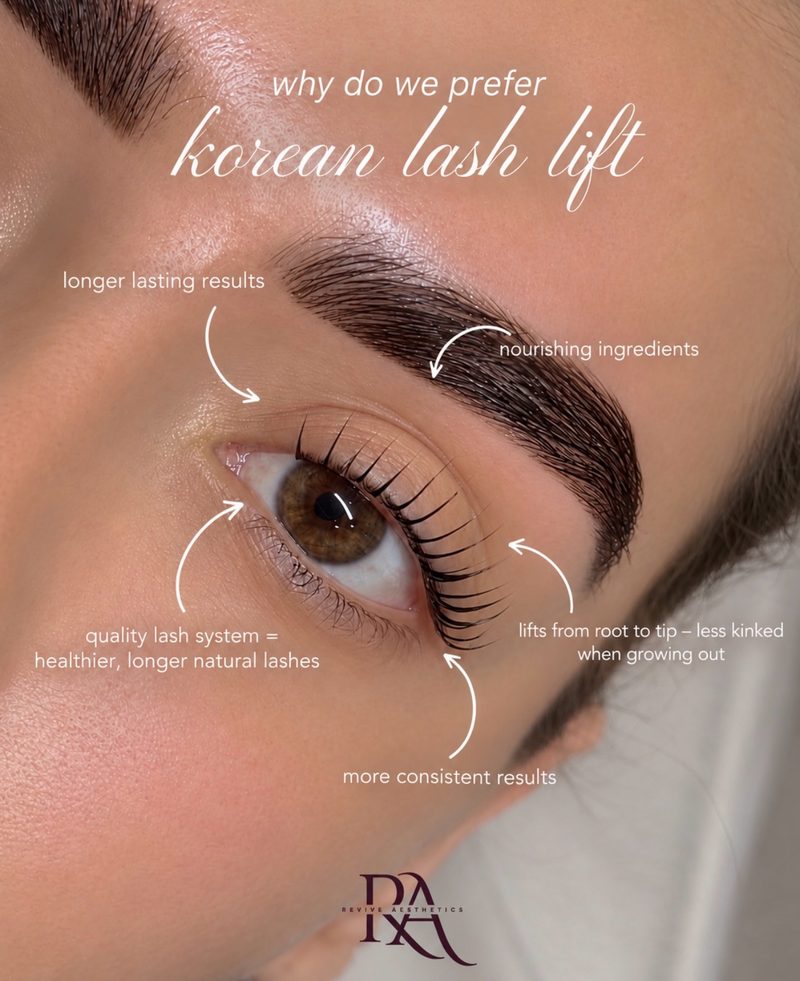 why do we prefer
korean lash lift
longer lasting results
nourishing ingredients
quality lash system =
healthier, longer natural lashes
lifts from root to tip – less kinked
when growing out
more consistent results
RA
REVIVE AESTHETICS